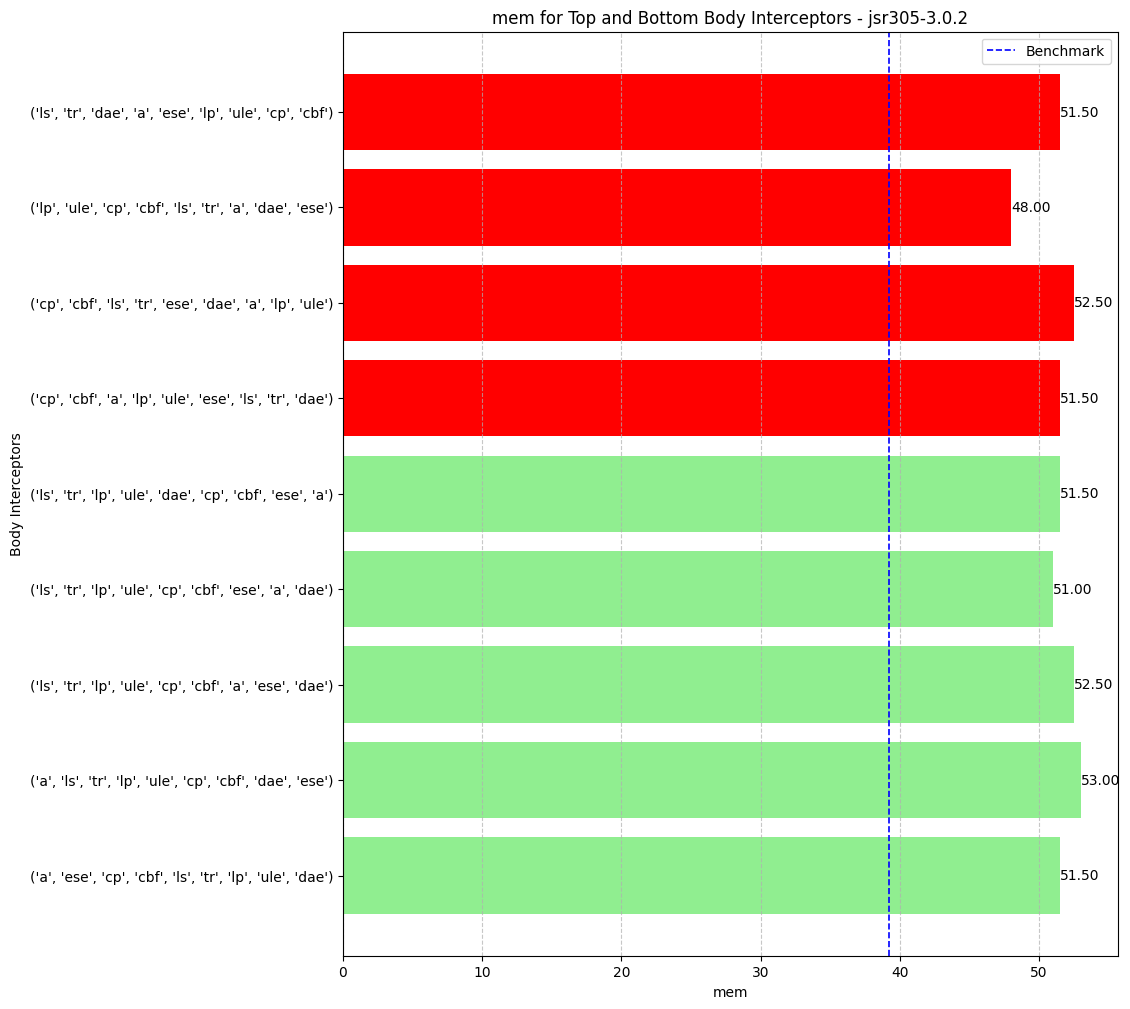 mem for Top and Bottom Body Interceptors - jsr305-3.0.2
Benchmark
('ls', 'tr', 'dae', 'a', 'ese', 'lp', 'ule', 'cp', 'cbf')
51.50
('lp', 'ule', 'cp', 'cbf', 'ls', 'tr', 'a', 'dae', 'ese')
48.00
('cp', 'cbf', 'ls', 'tr', 'ese', 'dae', 'a', 'lp', 'ule')
52.50
('cp', 'cbf', 'a', 'lp', 'ule', 'ese', 'ls', 'tr', 'dae')
51.50
('ls', 'tr', 'lp', 'ule', 'dae', 'cp', 'cbf', 'ese', 'a')
51.50
('ls', 'tr', 'lp', 'ule', 'cp', 'cbf', 'ese', 'a', 'dae')
51.00
('ls', 'tr', 'lp', 'ule', 'cp', 'cbf', 'a', 'ese', 'dae')
52.50
('a', 'ls', 'tr', 'lp', 'ule', 'cp', 'cbf', 'dae', 'ese')
53.00
('a', 'ese', 'cp', 'cbf', 'ls', 'tr', 'lp', 'ule', 'dae')
51.50
Body Interceptors
0 10 20 30 40 50
mem